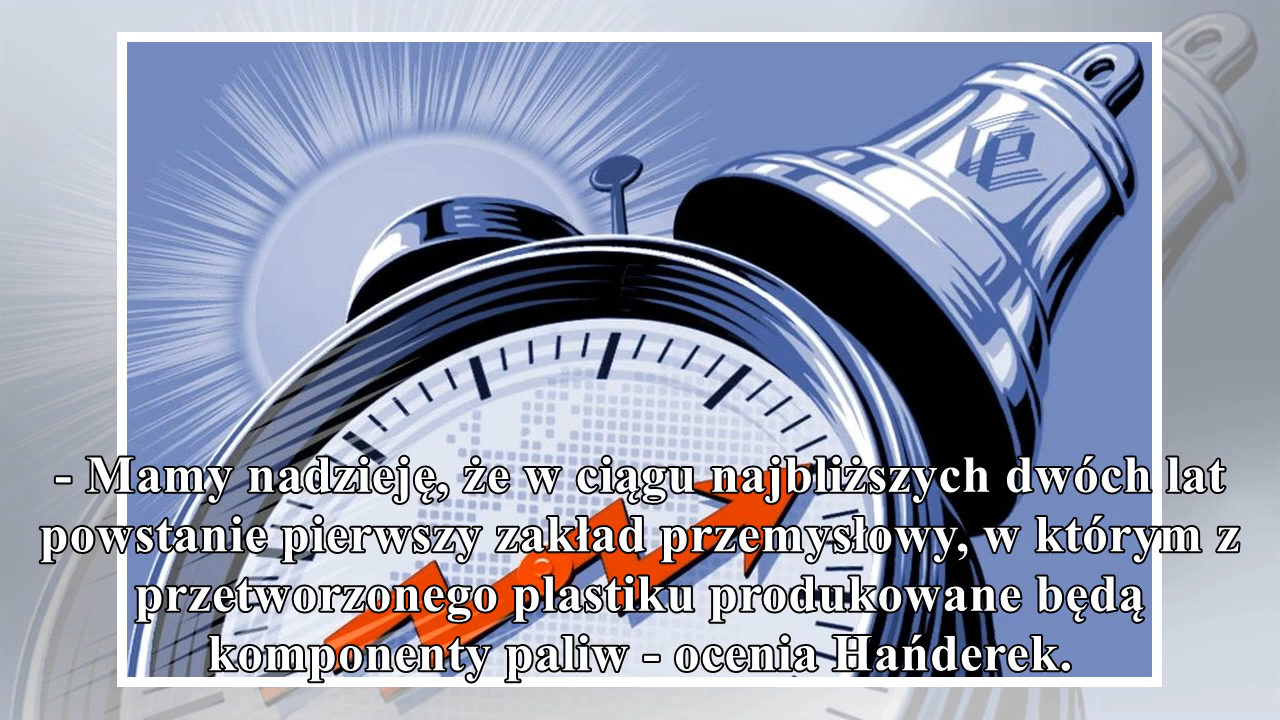 - Mamy nadzieję, że w ciągu najbliższych dwóch lat
powstanie pierwszy zakład przemysłowy, w którym z
przetworzonego plastiku produkowane będą
komponenty paliw - ocenia Hańderek.